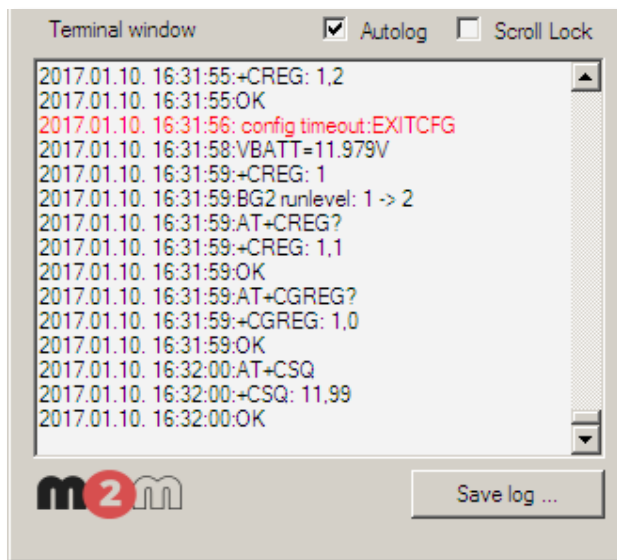 Terminal window Autolog Scroll Lock
2017.01.10. 16:31:55:+CREG: 1,2
2017.01.10. 16:31:55:OK
2017.01.10. 16:31:56: config timeout:EXITCFG
2017.01.10. 16:31:58:VBATT=11.979V
2017.01.10. 16:31:59:+CREG: 1
2017.01.10. 16:31:59:BG2 runlevel: 1 -> 2
2017.01.10. 16:31:59:AT+CREG?
2017.01.10. 16:31:59:+CREG: 1,1
2017.01.10. 16:31:59:OK
2017.01.10. 16:31:59:AT+CGREG?
2017.01.10. 16:31:59:+CGREG: 1,0
2017.01.10. 16:31:59:OK
2017.01.10. 16:32:00:AT+CSQ
2017.01.10. 16:32:00:+CSQ: 11,99
2017.01.10. 16:32:00:OK
m2m
Save log ...